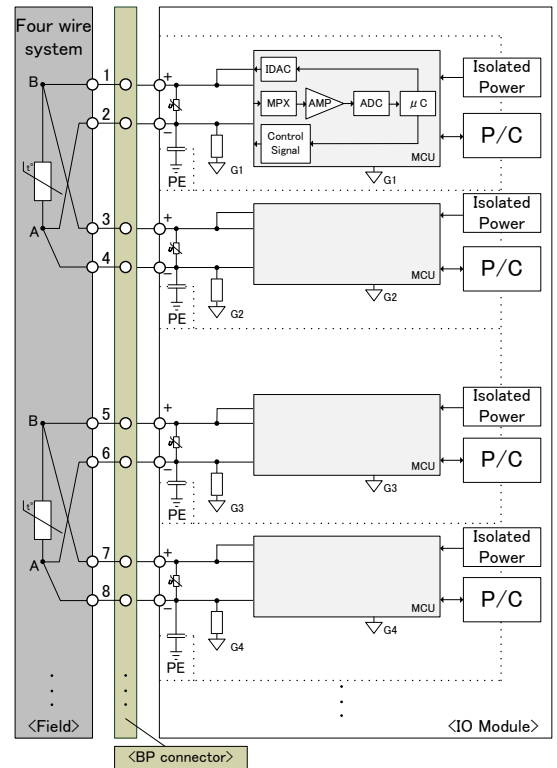 Four wire
system
B
1
+
2
−
t°
A
3
+
4
−
PE
G1
IDAC
MPX
AMP
ADC
μC
Control
Signal
MCU
G1
Isolated
Power
P/C
PE
G2
MCU
G2
Isolated
Power
P/C
B
5
+
6
−
t°
A
7
+
8
−
PE
G3
MCU
G3
Isolated
Power
P/C
PE
G4
MCU
G4
Isolated
Power
P/C
<Field>
<IO Module>
<BP connector>